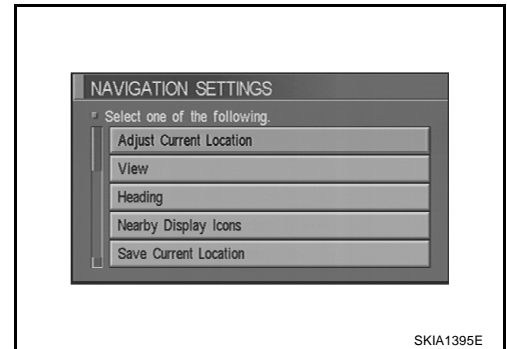 NAVIGATION SETTINGS
Select one of the following.
Adjust Current Location
View
Heading
Nearby Display Icons
Save Current Location
SKIA1395E